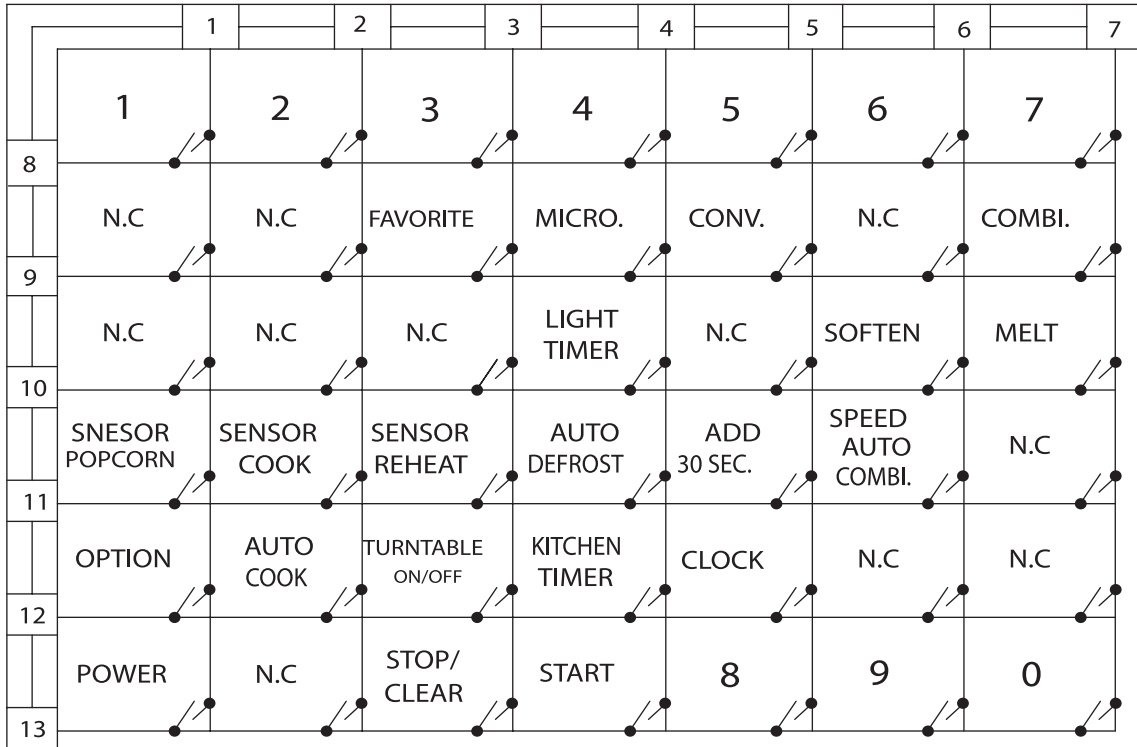 1 2 3 4 5 6 7
1 2 3 4 5 6 7
8
N.C N.C FAVORITE MICRO. CONV. N.C COMBI.
9
N.C N.C N.C LIGHT TIMER N.C SOFTEN MELT
10
SNESOR POPCORN SENSOR COOK SENSOR REHEAT AUTO DEFROST ADD 30 SEC. SPEED AUTO COMBI. N.C
11
OPTION AUTO COOK TURNTABLE ON/OFF KITCHEN TIMER CLOCK N.C N.C
12
POWER N.C STOP/ CLEAR START 8 9 0
13